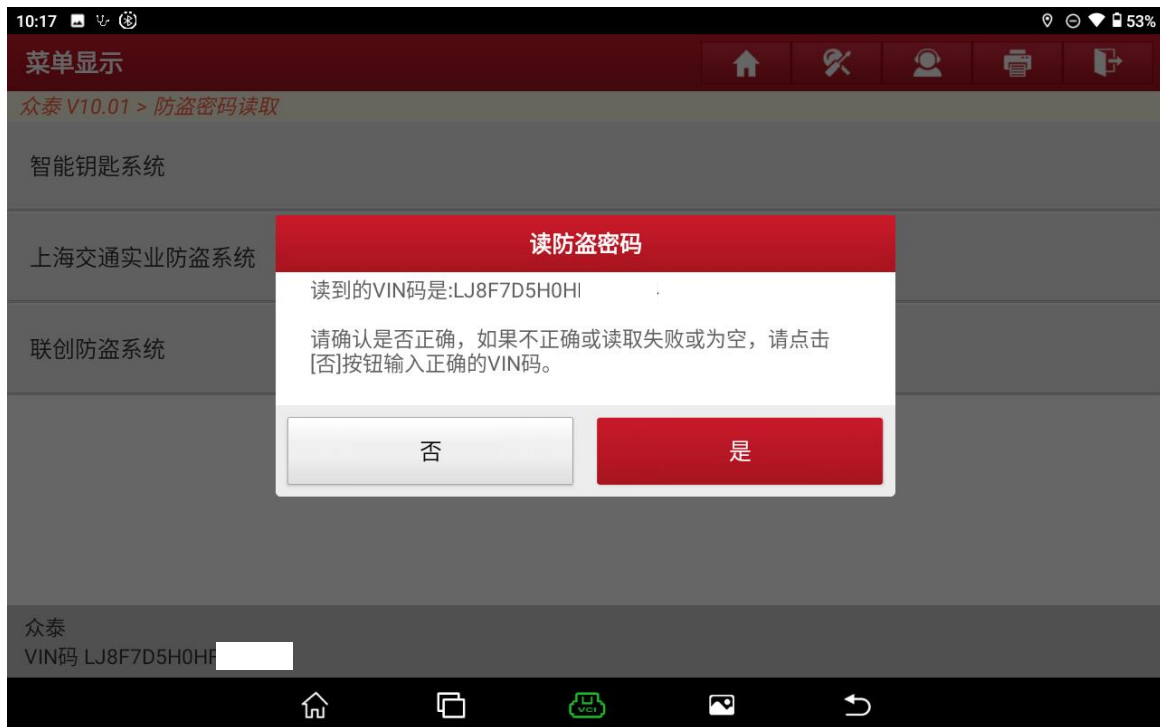 10:17
53%
菜单显示
众泰 V10.01 > 防盗密码读取
智能钥匙系统
上海交通实业防盗系统
联创防盗系统
读防盗密码
读到的VIN码是:LJ8F7D5H0H
请确认是否正确，如果不正确或读取失败或为空，请点击
[否]按钮输入正确的VIN码。
否
是
众泰
VIN码 LJ8F7D5H0H
VCI